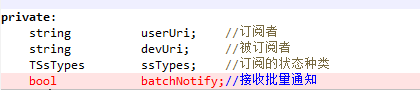 private:
string userUri; //订阅者
string devUri; //被订阅者
TSsTypes ssTypes; //订阅的状态种类
bool batchNotify;//接收批量通知